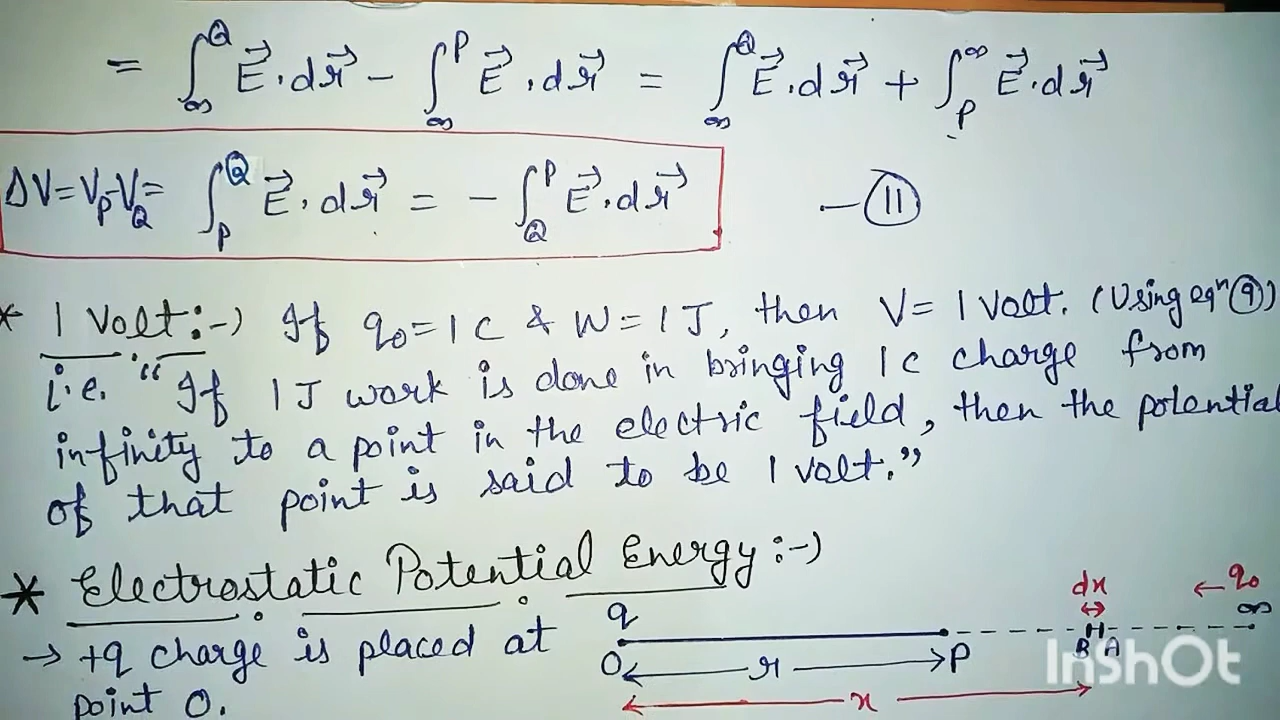 = ∫_∞^Q E⃗ . dr⃗ − ∫_∞^P E⃗ . dr⃗ = ∫_∞^Q E⃗ . dr⃗ + ∫_P^∞ E⃗ . dr⃗
ΔV = V_P - V_Q = ∫_P^Q E⃗ . dr⃗ = − ∫_Q^P E⃗ . dr⃗ — (11)
* 1 Volt :-) If q₀ = 1 C & W = 1 J, then V = 1 Volt. (Using eqⁿ (9))
i.e. "If 1 J work is done in bringing 1 C charge from
infinity to a point in the electric field, then the potential
of that point is said to be 1 volt."
* Electrostatic Potential Energy :-)
→ +q charge is placed at
point O.
q dx ← q₀
∞
O P B A
r
x
InShOt